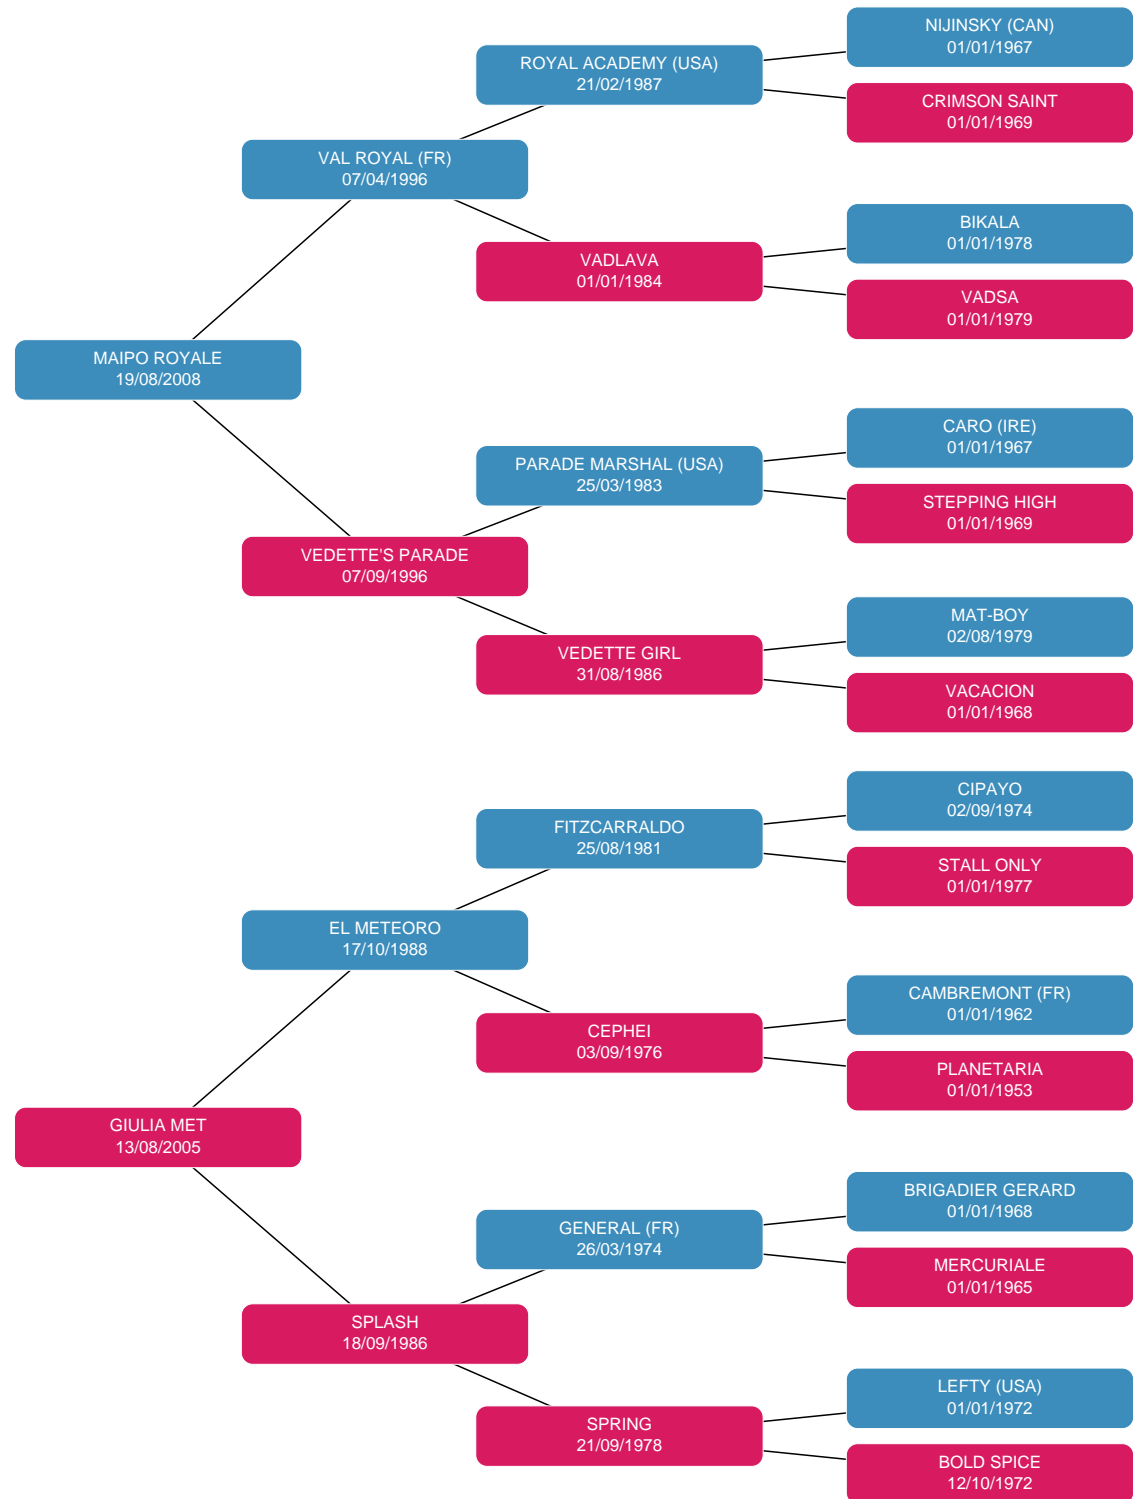 NIJINSKY (CAN)
01/01/1967
ROYAL ACADEMY (USA)
21/02/1987
CRIMSON SAINT
01/01/1969
VAL ROYAL (FR)
07/04/1996
BIKALA
01/01/1978
VADLAVA
01/01/1984
VADSA
01/01/1979
MAIPO ROYALE
19/08/2008
CARO (IRE)
01/01/1967
PARADE MARSHAL (USA)
25/03/1983
STEPPING HIGH
01/01/1969
VEDETTE'S PARADE
07/09/1996
MAT-BOY
02/08/1979
VEDETTE GIRL
31/08/1986
VACACION
01/01/1968
CIPAYO
02/09/1974
FITZCARRALDO
25/08/1981
STALL ONLY
01/01/1977
EL METEORO
17/10/1988
CAMBREMONT (FR)
01/01/1962
CEPHEI
03/09/1976
PLANETARIA
01/01/1953
GIULIA MET
13/08/2005
BRIGADIER GERARD
01/01/1968
GENERAL (FR)
26/03/1974
MERCURIALE
01/01/1965
SPLASH
18/09/1986
LEFTY (USA)
01/01/1972
SPRING
21/09/1978
BOLD SPICE
12/10/1972